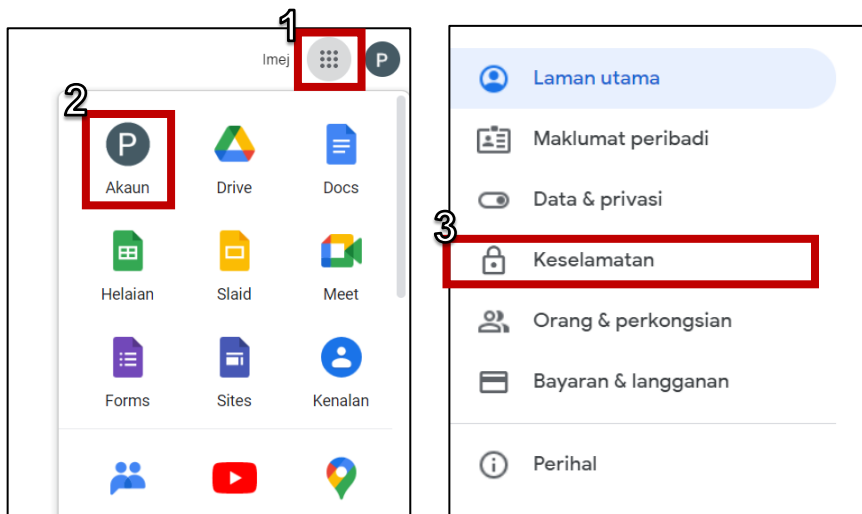 1
Imej
P
2
P
Akaun
Drive
Docs
Helaian
Slaid
Meet
Forms
Sites
Kenalan
Laman utama
Maklumat peribadi
Data & privasi
3
Keselamatan
Orang & perkongsian
Bayaran & langganan
Perihal